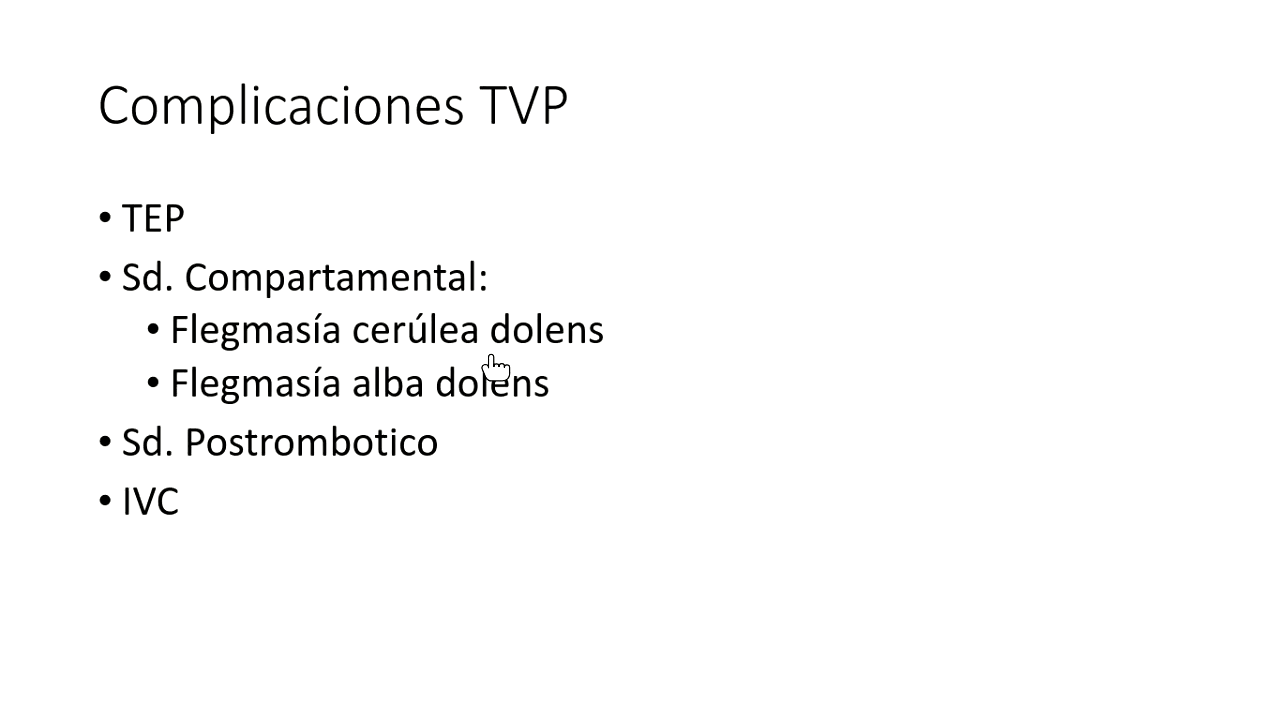 Complicaciones TVP
• TEP
• Sd. Compartamental:
• Flegmasía cerúlea dolens
• Flegmasía alba dolens
• Sd. Postrombotico
• IVC